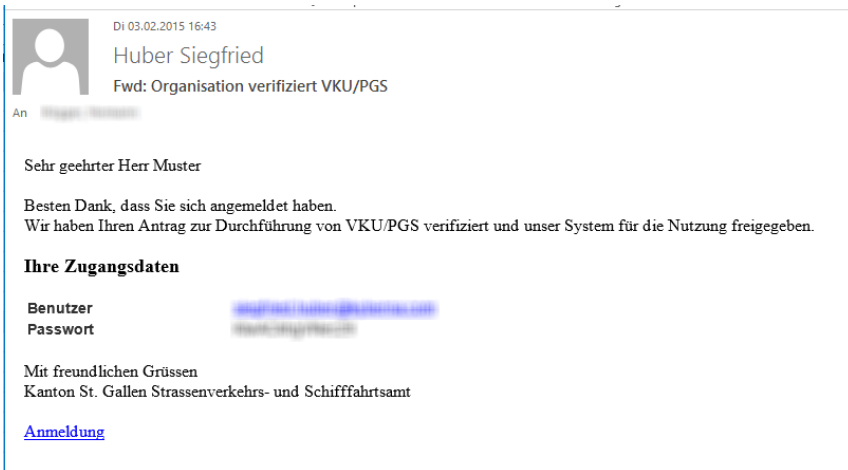 Di 03.02.2015 16:43
Huber Siegfried
Fwd: Organisation verifiziert VKU/PGS
An
Sehr geehrter Herr Muster
Besten Dank, dass Sie sich angemeldet haben.
Wir haben Ihren Antrag zur Durchführung von VKU/PGS verifiziert und unser System für die Nutzung freigegeben.
Ihre Zugangsdaten
Benutzer
Passwort
Mit freundlichen Grüssen
Kanton St. Gallen Strassenverkehrs- und Schifffahrtsamt
Anmeldung